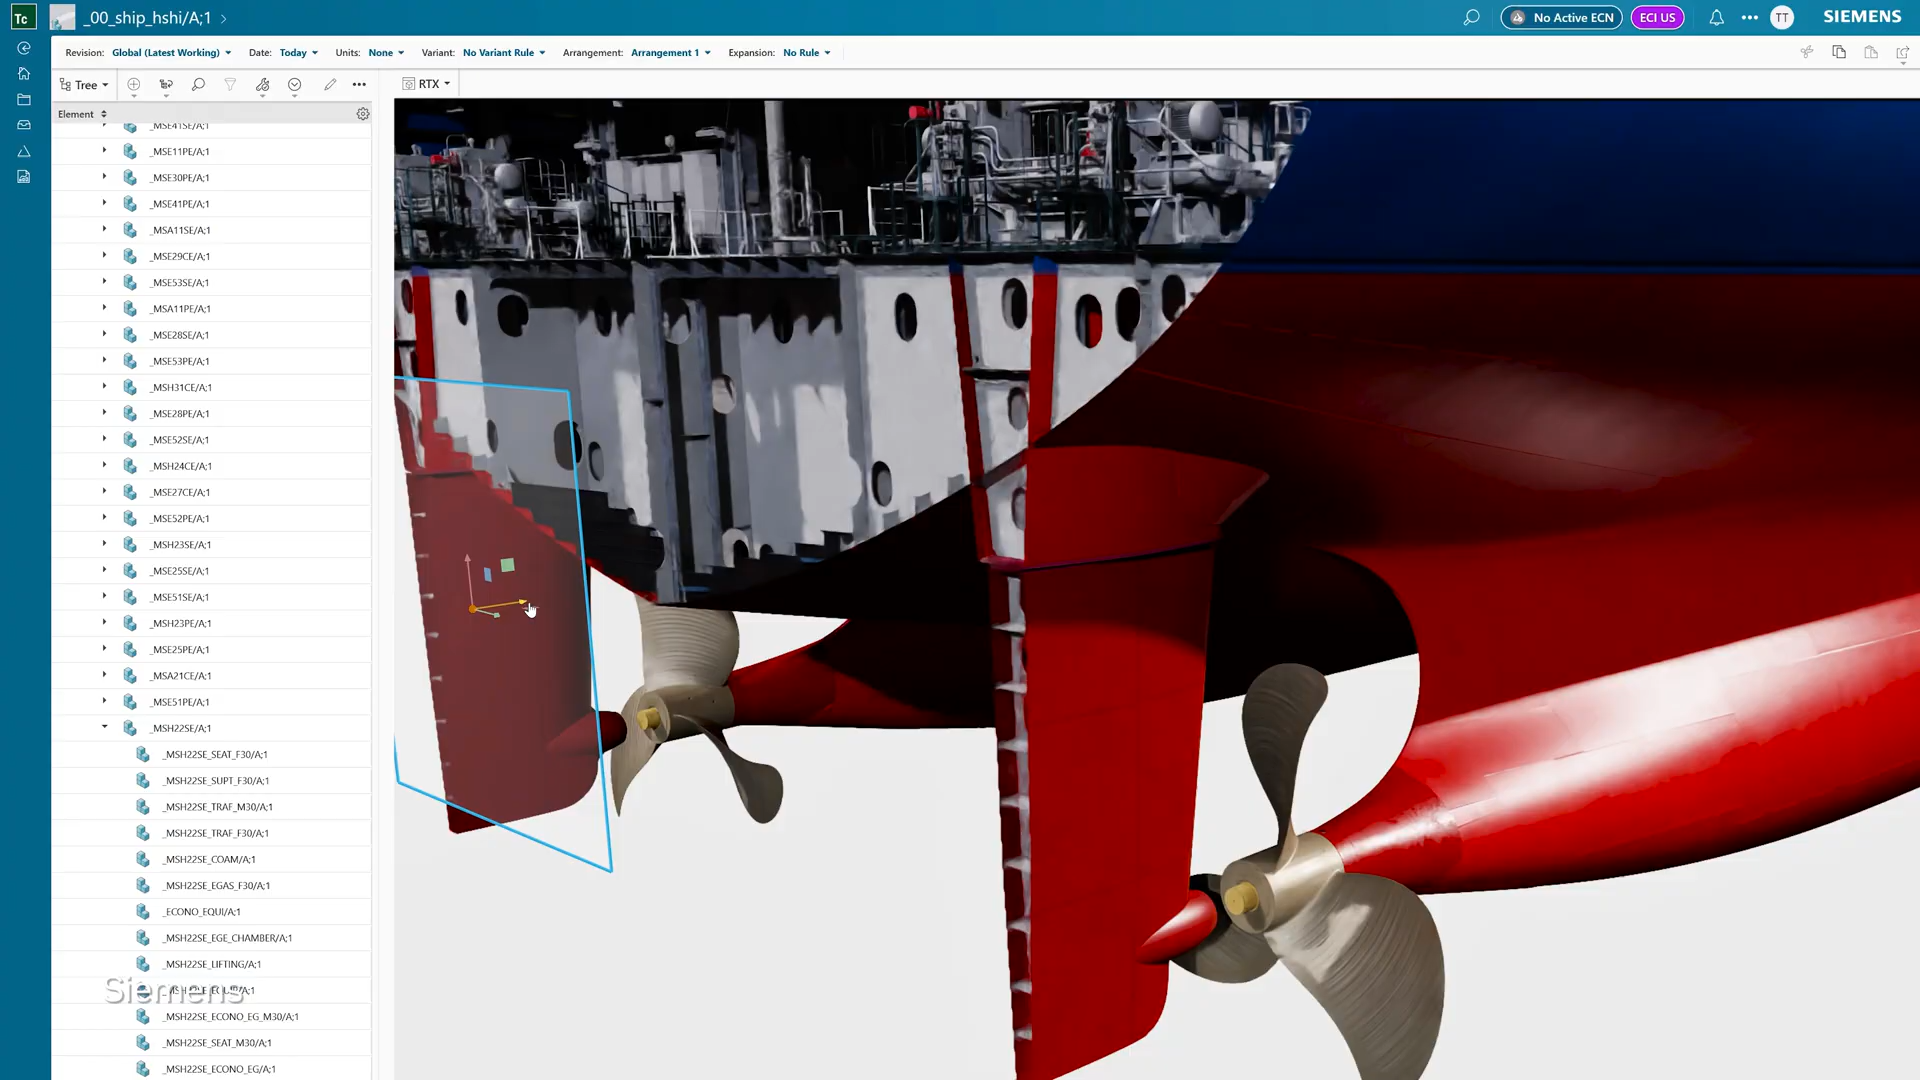 Tc
_00_ship_hshi/A;1
No Active ECN
ECI US
TT
SIEMENS
Revision: Global (Latest Working)
Date: Today
Units: None
Variant: No Variant Rule
Arrangement: Arrangement 1
Expansion: No Rule
Tree
RTX
Element
_MSE41SE/A;1
_MSE11PE/A;1
_MSE30PE/A;1
_MSE41PE/A;1
_MSA11SE/A;1
_MSE29CE/A;1
_MSE53SE/A;1
_MSA11PE/A;1
_MSE28SE/A;1
_MSE53PE/A;1
_MSH31CE/A;1
_MSE28PE/A;1
_MSE52SE/A;1
_MSH24CE/A;1
_MSE27CE/A;1
_MSE52PE/A;1
_MSH23SE/A;1
_MSE25SE/A;1
_MSE51SE/A;1
_MSH23PE/A;1
_MSE25PE/A;1
_MSA21CE/A;1
_MSE51PE/A;1
_MSH22SE/A;1
_MSH22SE_SEAT_F30/A;1
_MSH22SE_SUPT_F30/A;1
_MSH22SE_TRAF_M30/A;1
_MSH22SE_TRAF_F30/A;1
_MSH22SE_COAM/A;1
_MSH22SE_EGAS_F30/A;1
_ECONO_EQUI/A;1
_MSH22SE_EGE_CHAMBER/A;1
_MSH22SE_LIFTING/A;1
Siemens
_MSH22SE_ECONO_EG_M30/A;1
_MSH22SE_SEAT_M30/A;1
_MSH22SE_ECONO_EG/A;1